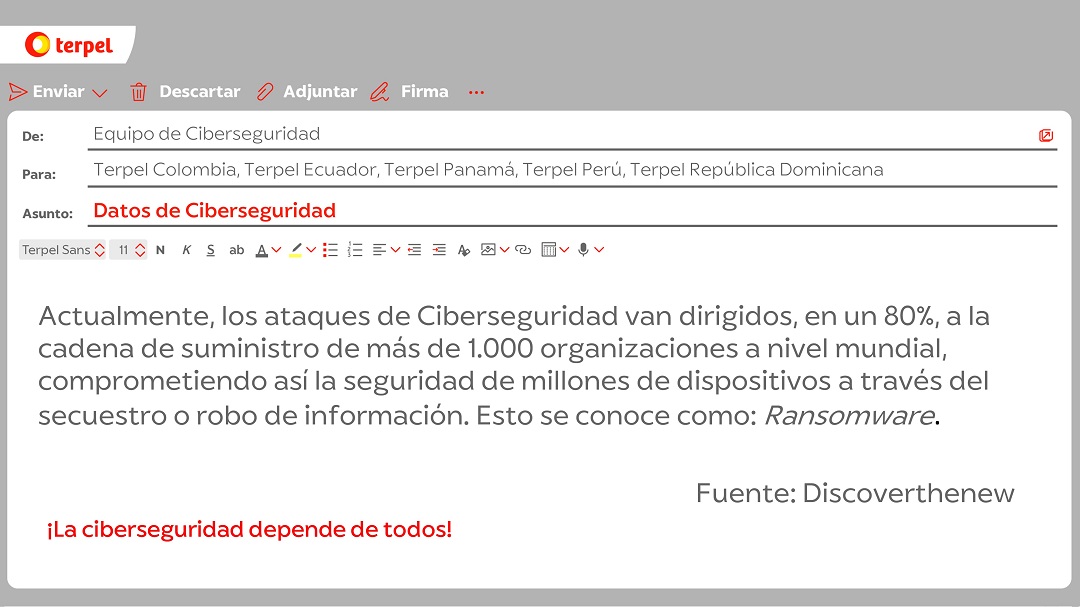 terpel
Enviar Descartar Adjuntar Firma ...
De: Equipo de Ciberseguridad
Para: Terpel Colombia, Terpel Ecuador, Terpel Panamá, Terpel Perú, Terpel República Dominicana
Asunto: Datos de Ciberseguridad
Terpel Sans 11 N K S ab A
Actualmente, los ataques de Ciberseguridad van dirigidos, en un 80%, a la
cadena de suministro de más de 1.000 organizaciones a nivel mundial,
comprometiendo así la seguridad de millones de dispositivos a través del
secuestro o robo de información. Esto se conoce como: Ransomware.
Fuente: Discoverthenew
¡La ciberseguridad depende de todos!